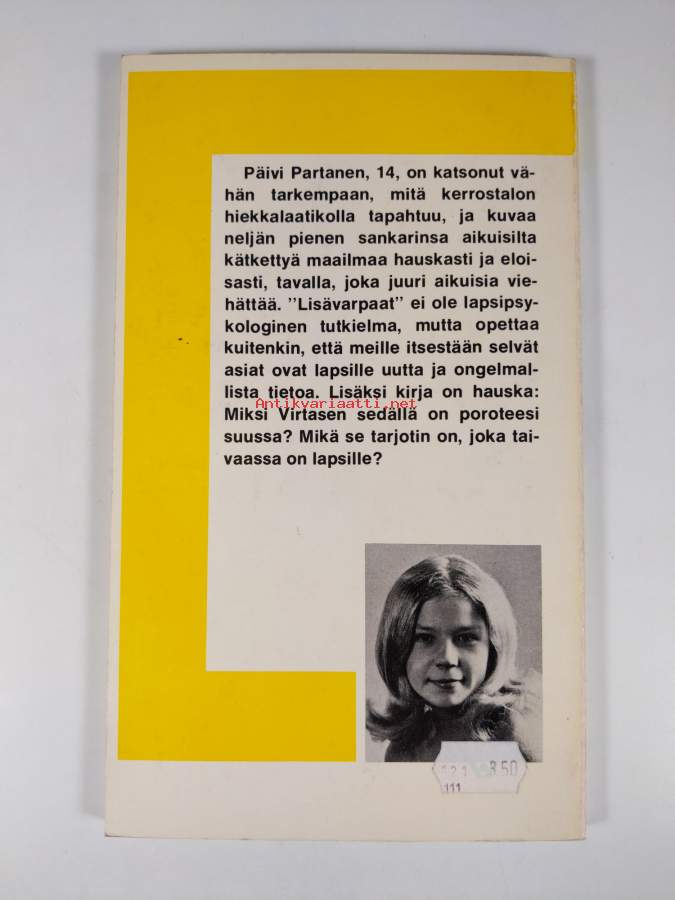 Päivi Partanen, 14, on katsonut vä-
hän tarkempaan, mitä kerrostalon
hiekkalaatikolla tapahtuu, ja kuvaa
neljän pienen sankarinsa aikuisilta
kätkettyä maailmaa hauskasti ja eloi-
sasti, tavalla, joka juuri aikuisia vie-
hättää. ”Lisävarpaat” ei ole lapsipsy-
kologinen tutkielma, mutta opettaa
kuitenkin, että meille itsestään selvät
asiat ovat lapsille uutta ja ongelmal-
lista tietoa. Lisäksi kirja on hauska:
Antikvariaatti.net
Miksi Virtasen sedällä on poroteesi
suussa? Mikä se tarjotin on, joka tai-
vaassa on lapsille?
3.50
111